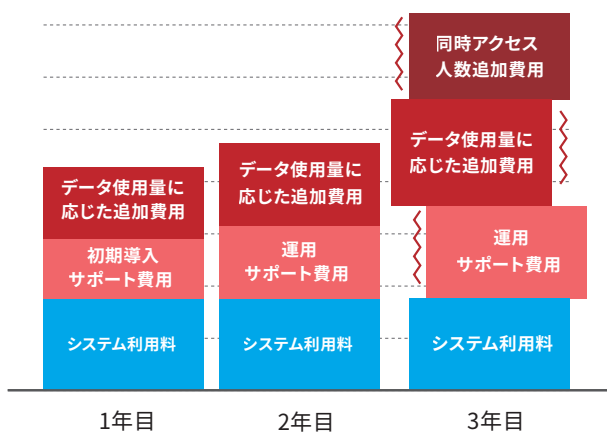 データ使用量に
応じた追加費用
初期導入
サポート費用
システム利用料
1年目
データ使用量に
応じた追加費用
運用
サポート費用
システム利用料
2年目
同時アクセス
人数追加費用
データ使用量に
応じた追加費用
運用
サポート費用
システム利用料
3年目